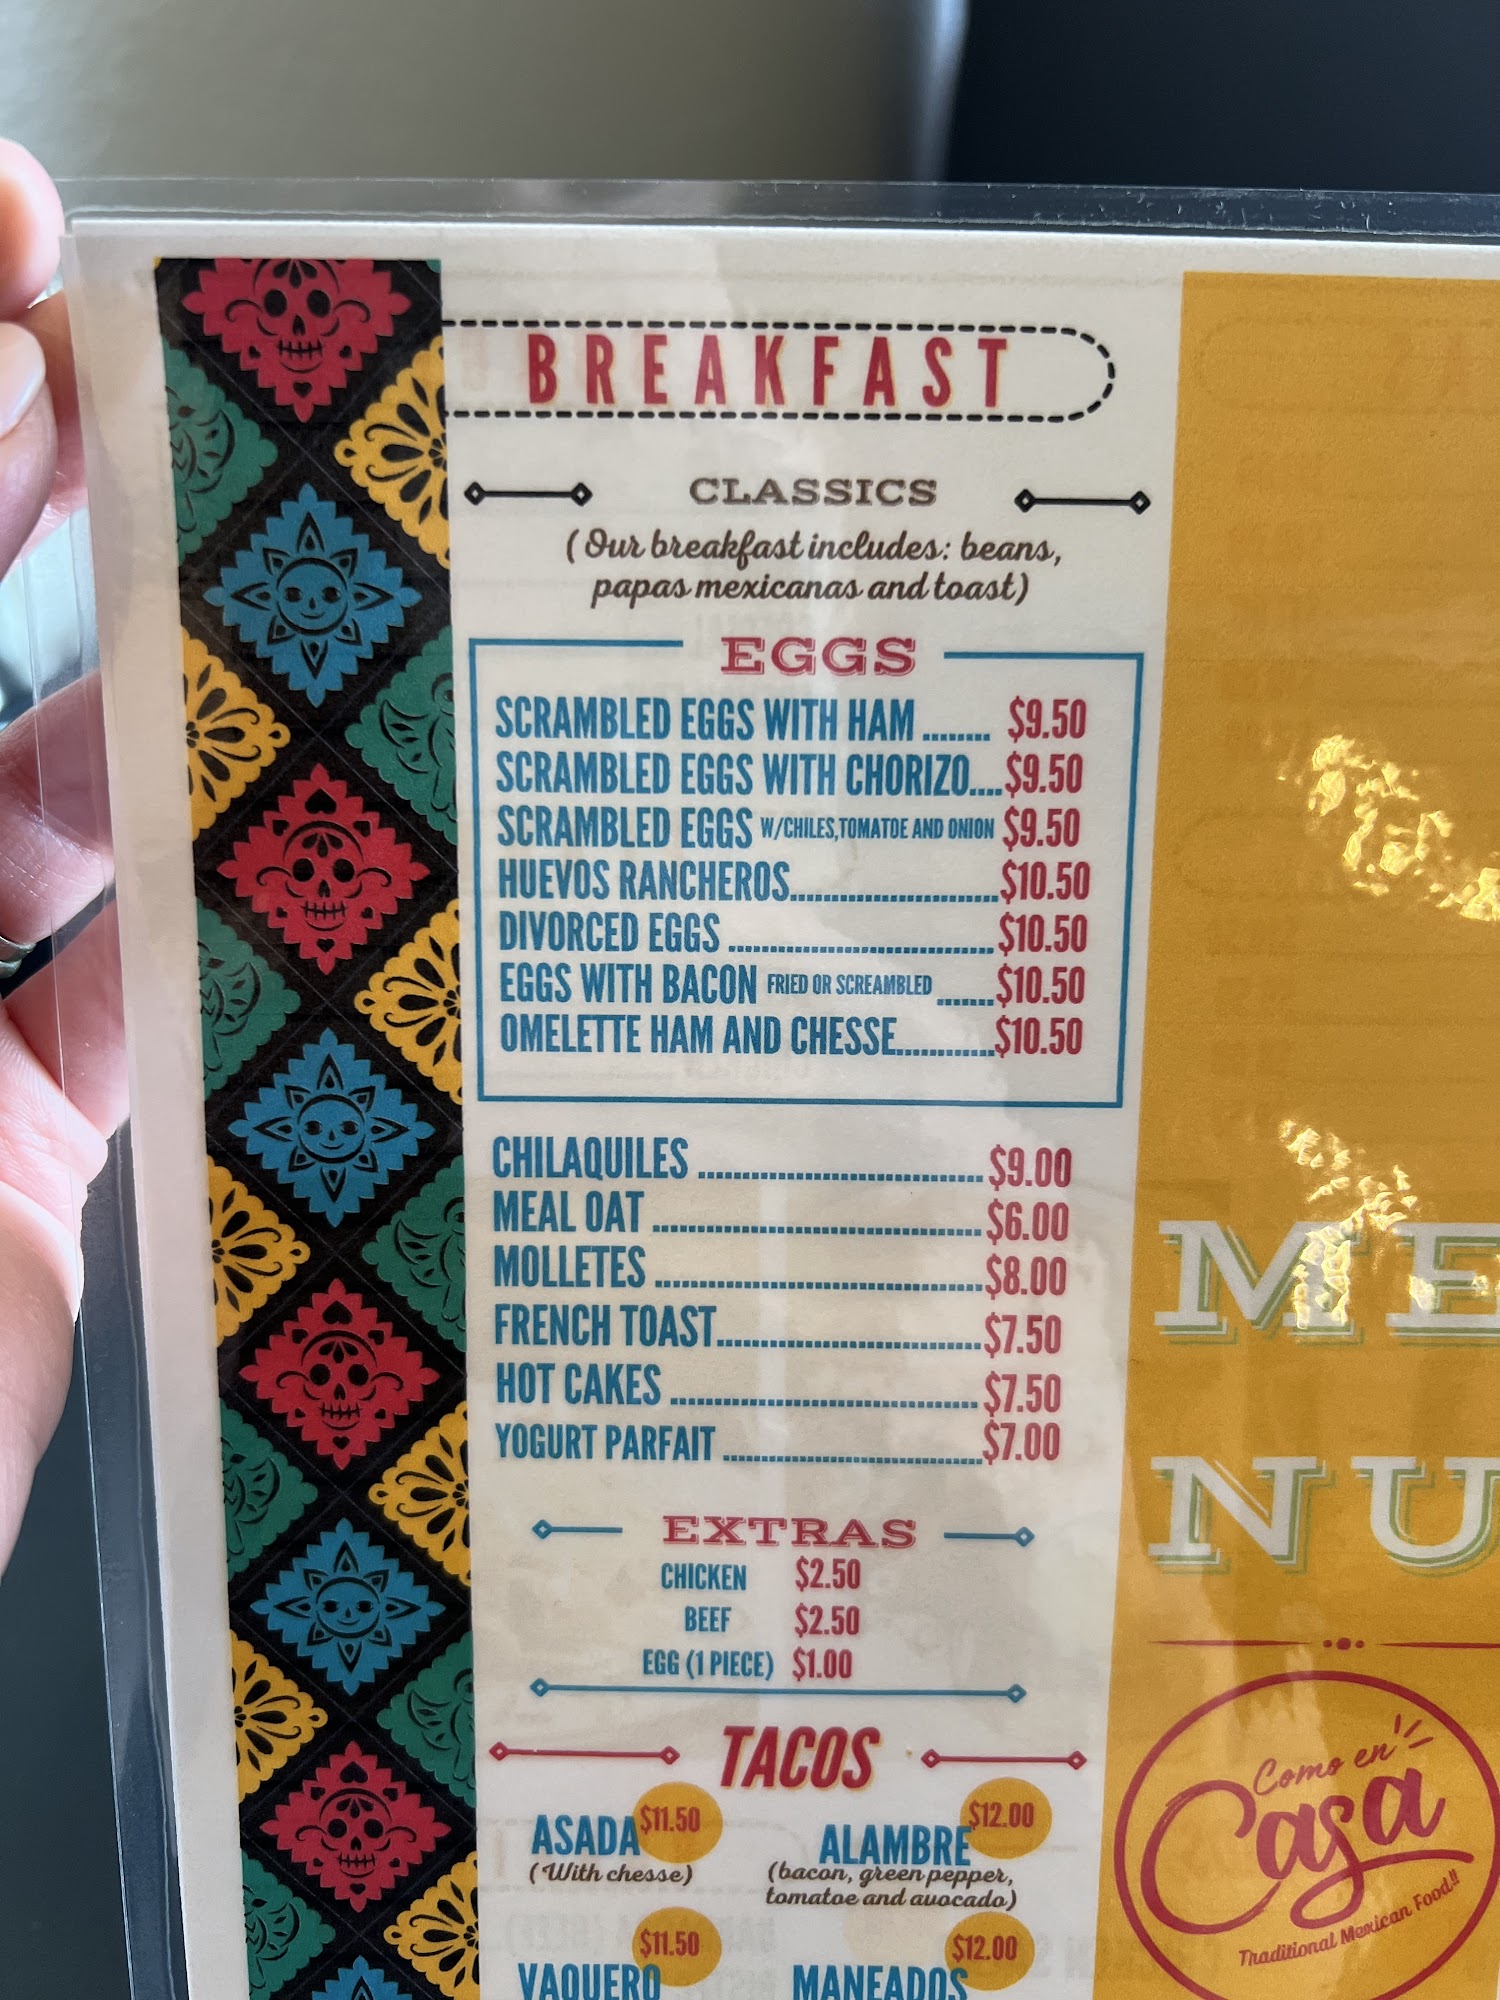 BREAKFAST
CLASSICS
(Our breakfast includes: beans,
papas mexicanas and toast)
EGGS
SCRAMBLED EGGS WITH HAM ........ $9.50
SCRAMBLED EGGS WITH CHORIZO.... $9.50
SCRAMBLED EGGS W/CHILES,TOMATOE AND ONION $9.50
HUEVOS RANCHEROS................................ $10.50
DIVORCED EGGS ................................ $10.50
EGGS WITH BACON FRIED OR SCREAMBLED ....... $10.50
OMELETTE HAM AND CHESSE............ $10.50
CHILAQUILES ................................ $9.00
MEAL OAT ................................ $6.00
MOLLETES ................................ $8.00
FRENCH TOAST................................ $7.50
HOT CAKES ................................ $7.50
YOGURT PARFAIT ................................ $7.00
EXTRAS
CHICKEN $2.50
BEEF $2.50
EGG (1 PIECE) $1.00
TACOS
ASADA $11.50
(With chesse)
ALAMBRE $12.00
(bacon, green pepper,
tomatoe and avocado)
VAQUERO $11.50
MANEADOS $12.00
ME
NU
Como en
Casa
Traditional Mexican Food!!